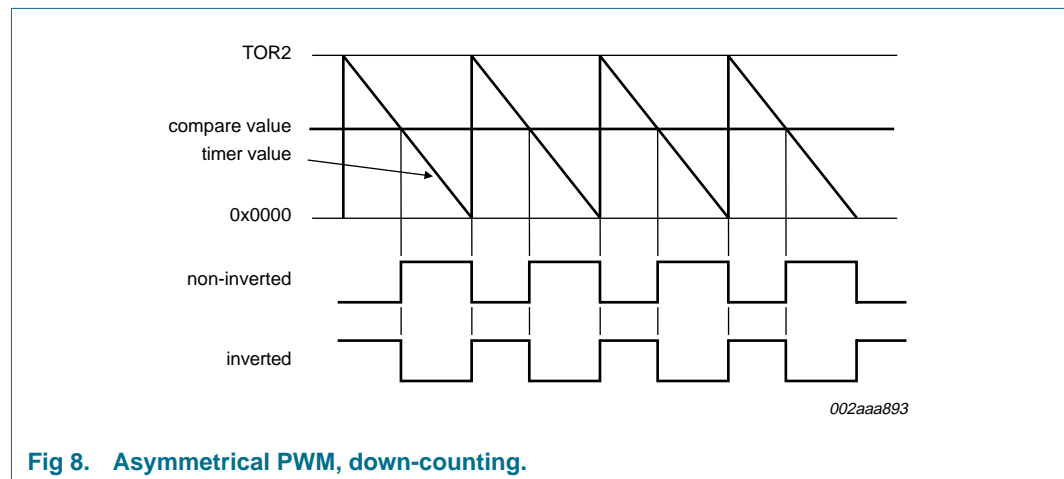 TOR2
compare value
timer value
0x0000
non-inverted
inverted
002aaa893
Fig 8. Asymmetrical PWM, down-counting.